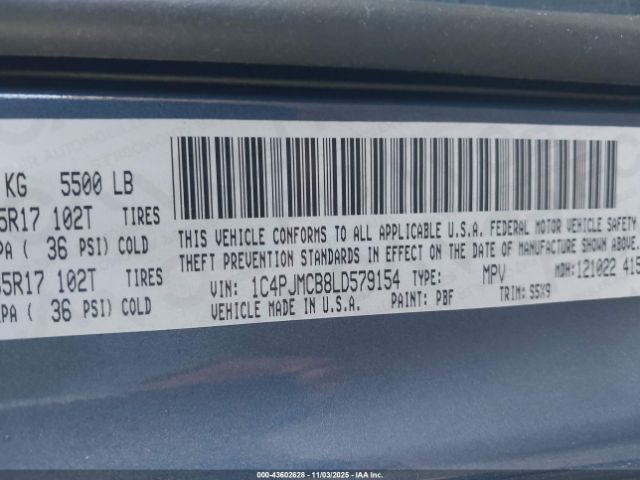 KG 5500 LB
5R17 102T TIRES
PA ( 36 PSI) COLD
5R17 102T
PA ( 36 PSI) COLD
THIS VEHICLE CONFORMS TO ALL APPLICABLE U.S.A. FEDERAL MOTOR VEHICLE SAFETY
THEFT PREVENTION STANDARDS IN EFFECT ON THE DATE OF MANUFACTURE SHOWN ABOVE
VIN: 1C4PJMCB8LD579154 TYPE: MPV MDH: 121022 415
VEHICLE MADE IN U.S.A. PAINT: PBF TRIM: S5X9
000-43602628 - 11/03/2025 - IAA Inc.